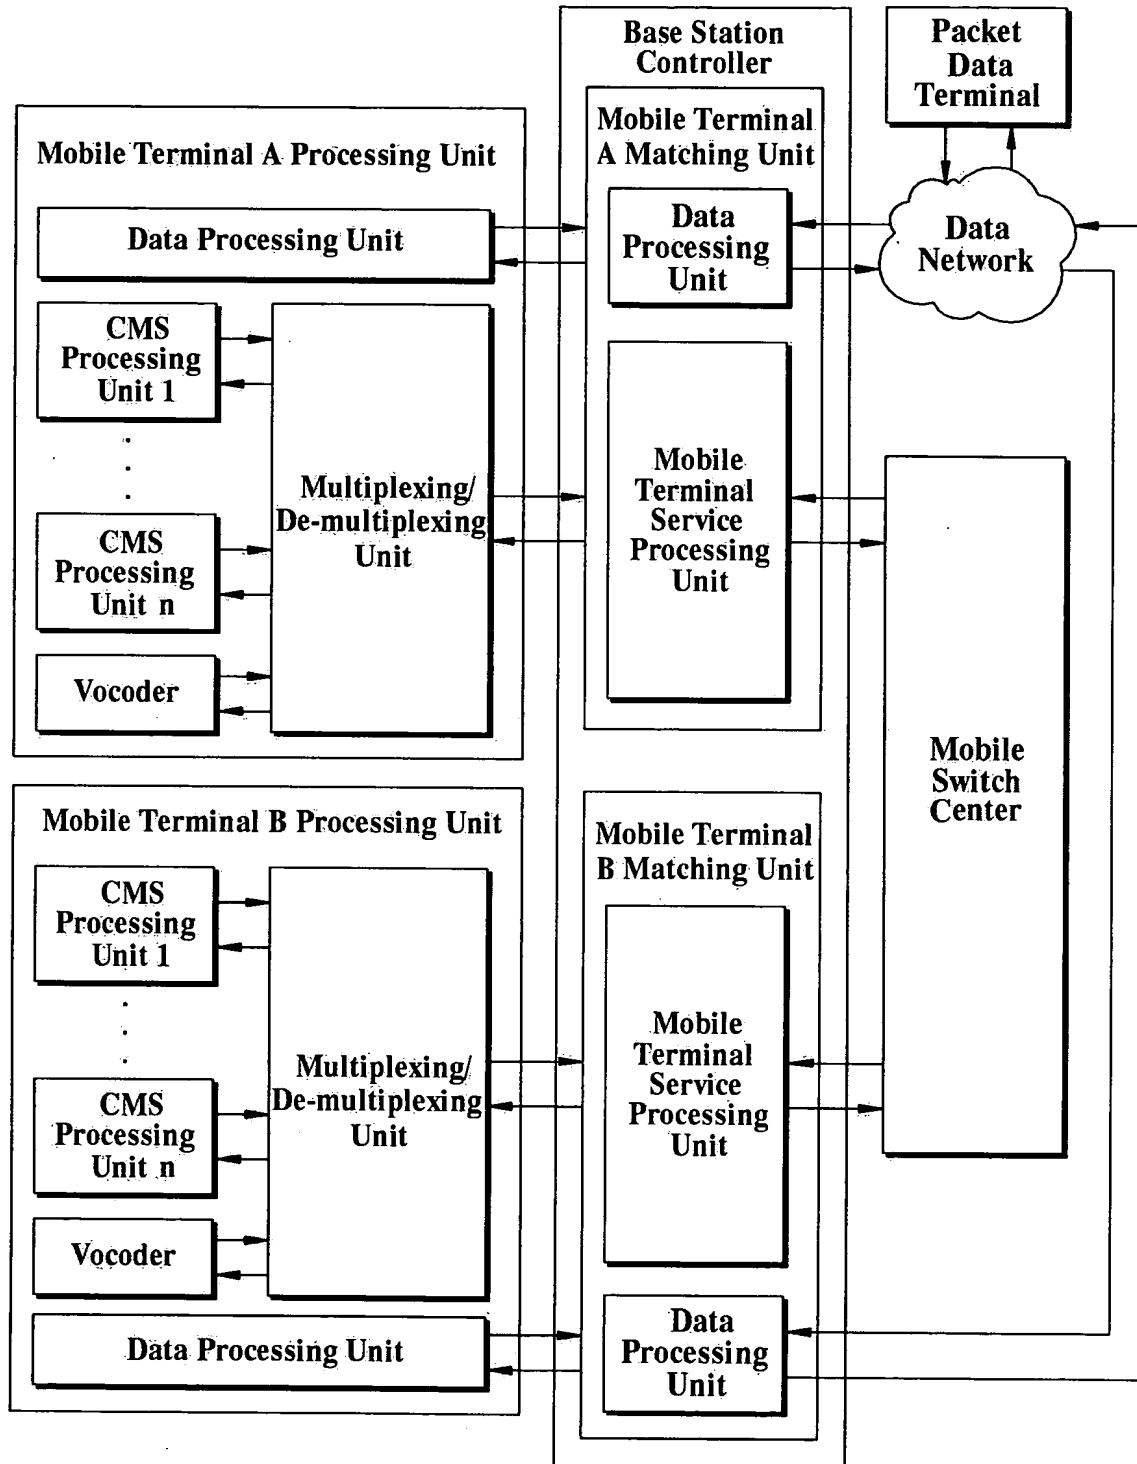 Base Station
Controller
Packet
Data
Terminal
Mobile Terminal A Processing Unit
Mobile Terminal
A Matching Unit
Data Processing Unit
Data
Processing
Unit
Data
Network
CMS
Processing
Unit 1
Multiplexing/
De-multiplexing
Unit
Mobile
Terminal
Service
Processing
Unit
CMS
Processing
Unit n
Vocoder
Mobile
Switch
Center
Mobile Terminal B Processing Unit
Mobile Terminal
B Matching Unit
CMS
Processing
Unit 1
Multiplexing/
De-multiplexing
Unit
Mobile
Terminal
Service
Processing
Unit
CMS
Processing
Unit n
Vocoder
Data Processing Unit
Data
Processing
Unit